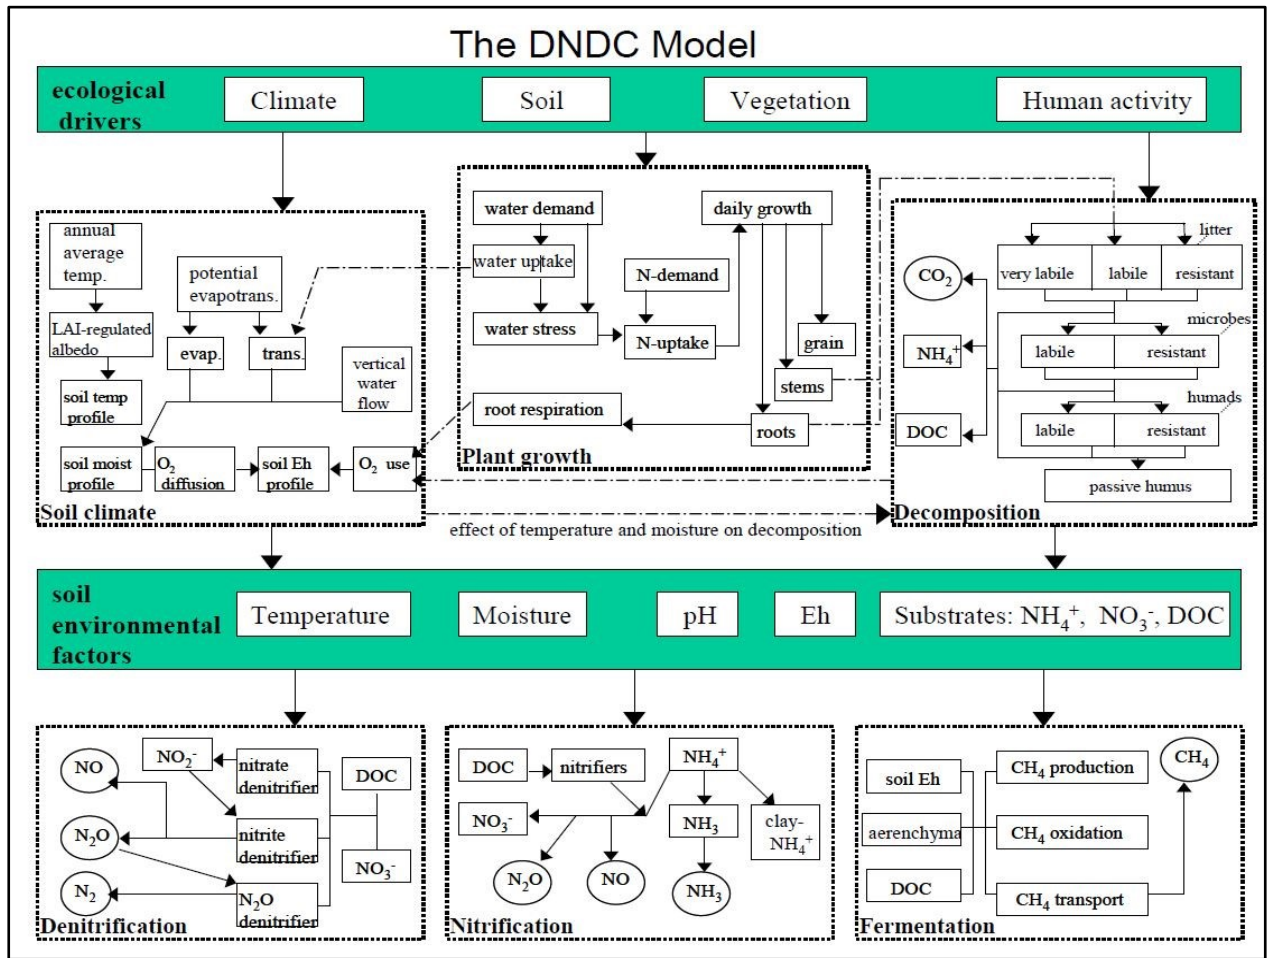 The DNDC Model
ecological
drivers
Climate
Soil
Vegetation
Human activity
annual
average
temp.
potential
evapotrans.
LAI-regulated
albedo
evap.
trans.
vertical
water
flow
soil temp
profile
soil moist
profile
O₂
diffusion
soil Eh
profile
O₂ use
Soil climate
water demand
daily growth
water uptake
N-demand
water stress
N-uptake
grain
stems
root respiration
roots
Plant growth
litter
CO₂
very labile
labile
resistant
microbes
NH₄⁺
labile
resistant
humads
DOC
labile
resistant
passive humus
Decomposition
effect of temperature and moisture on decomposition
soil
environmental
factors
Temperature
Moisture
pH
Eh
Substrates: NH₄⁺, NO₃⁻, DOC
NO
NO₂⁻
nitrate
denitrifier
DOC
N₂O
nitrite
denitrifier
NO₃⁻
N₂
N₂O
denitrifier
Denitrification
DOC
nitrifiers
NH₄⁺
NO₃⁻
NH₃
clay-
NH₄⁺
N₂O
NO
NH₃
Nitrification
soil Eh
CH₄ production
CH₄
aerenchyma
CH₄ oxidation
DOC
CH₄ transport
Fermentation